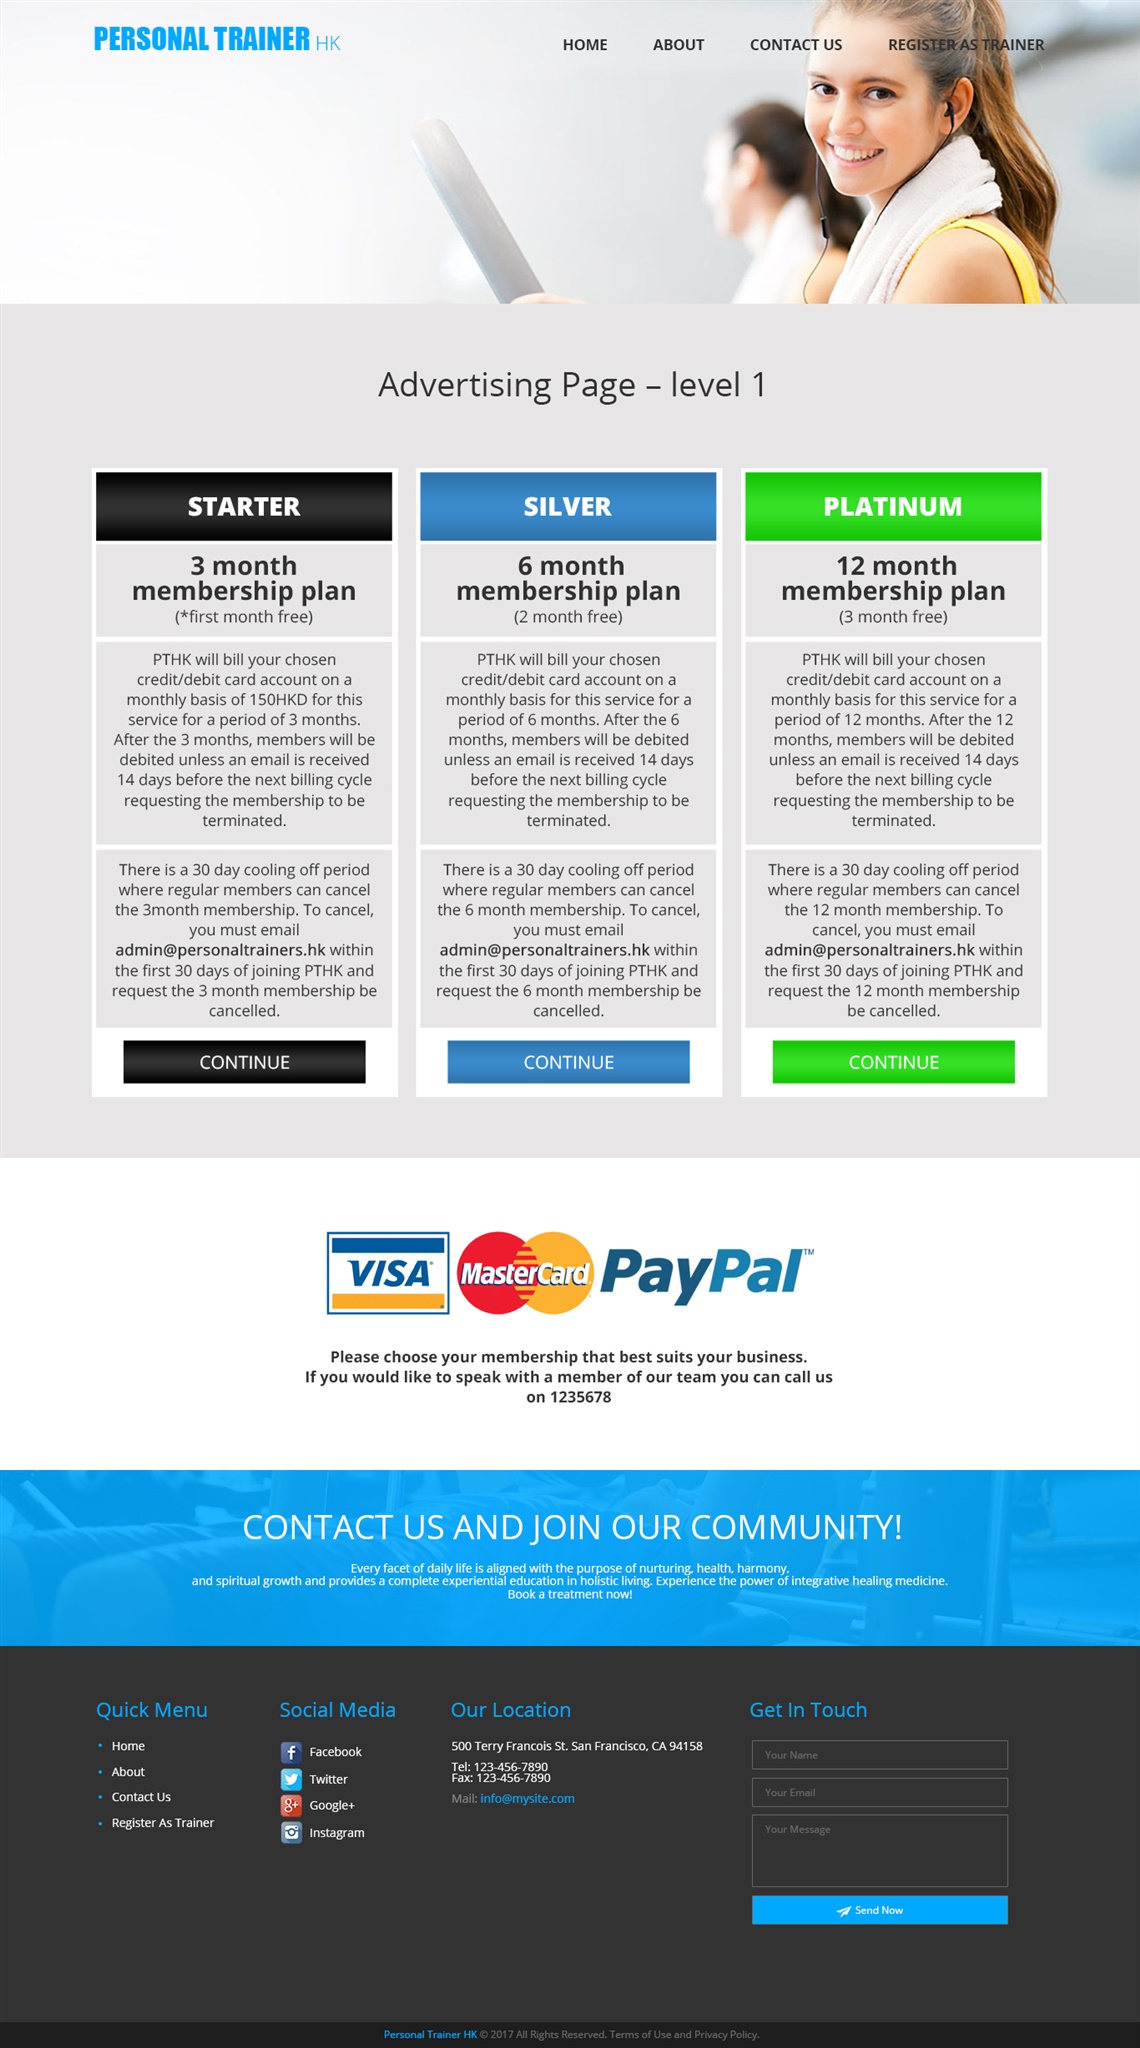 PERSONAL TRAINER HK
HOME ABOUT CONTACT US REGISTER AS TRAINER
Advertising Page – level 1
STARTER
3 month
membership plan
(*first month free)
PTHK will bill your chosen
credit/debit card account on a
monthly basis of 150HKD for this
service for a period of 3 months.
After the 3 months, members will be
debited unless an email is received
14 days before the next billing cycle
requesting the membership to be
terminated.
There is a 30 day cooling off period
where regular members can cancel
the 3month membership. To cancel,
you must email
admin@personaltrainers.hk within
the first 30 days of joining PTHK and
request the 3 month membership be
cancelled.
CONTINUE
SILVER
6 month
membership plan
(2 month free)
PTHK will bill your chosen
credit/debit card account on a
monthly basis for this service for a
period of 6 months. After the 6
months, members will be debited
unless an email is received 14 days
before the next billing cycle
requesting the membership to be
terminated.
There is a 30 day cooling off period
where regular members can cancel
the 6 month membership. To cancel,
you must email
admin@personaltrainers.hk within
the first 30 days of joining PTHK and
request the 6 month membership be
cancelled.
CONTINUE
PLATINUM
12 month
membership plan
(3 month free)
PTHK will bill your chosen
credit/debit card account on a
monthly basis for this service for a
period of 12 months. After the 12
months, members will be debited
unless an email is received 14 days
before the next billing cycle
requesting the membership to be
terminated.
There is a 30 day cooling off period
where regular members can cancel
the 12 month membership. To
cancel, you must email
admin@personaltrainers.hk within
the first 30 days of joining PTHK and
request the 12 month membership
be cancelled.
CONTINUE
VISA MasterCard PayPal™
Please choose your membership that best suits your business.
If you would like to speak with a member of our team you can call us
on 1235678
CONTACT US AND JOIN OUR COMMUNITY!
Every facet of daily life is aligned with the purpose of nurturing, health, harmony,
and spiritual growth and provides a complete experiential education in holistic living. Experience the power of integrative healing medicine.
Book a treatment now!
Quick Menu
• Home
• About
• Contact Us
• Register As Trainer
Social Media
Facebook
Twitter
Google+
Instagram
Our Location
500 Terry Francois St. San Francisco, CA 94158
Tel: 123-456-7890
Fax: 123-456-7890
Mail: info@mysite.com
Get In Touch
Your Name
Your Email
Your Message
Send Now
Personal Trainer HK © 2017 All Rights Reserved. Terms of Use and Privacy Policy.